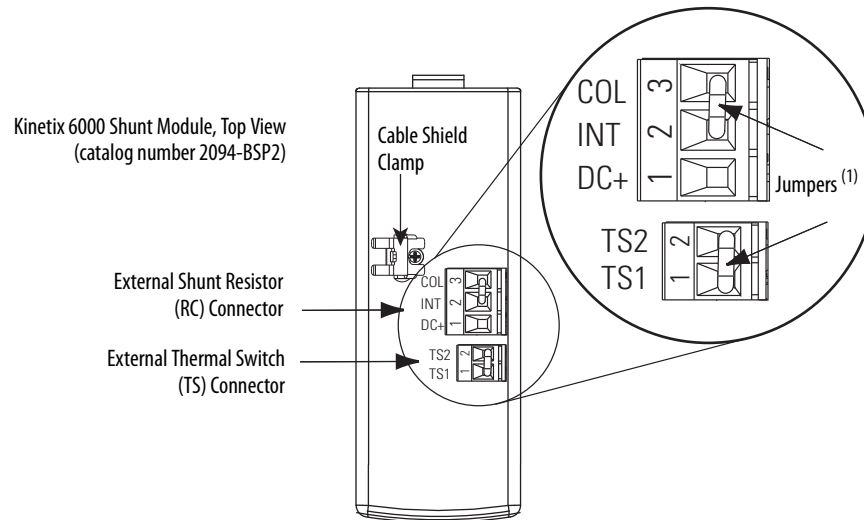 Kinetix 6000 Shunt Module, Top View
(catalog number 2094-BSP2)
Cable Shield
Clamp
External Shunt Resistor
(RC) Connector
External Thermal Switch
(TS) Connector
COL 3
INT 2
DC+ 1
TS2 2
TS1 1
COL 3
INT 2
DC+ 1
Jumpers (1)
TS2 2
TS1 1